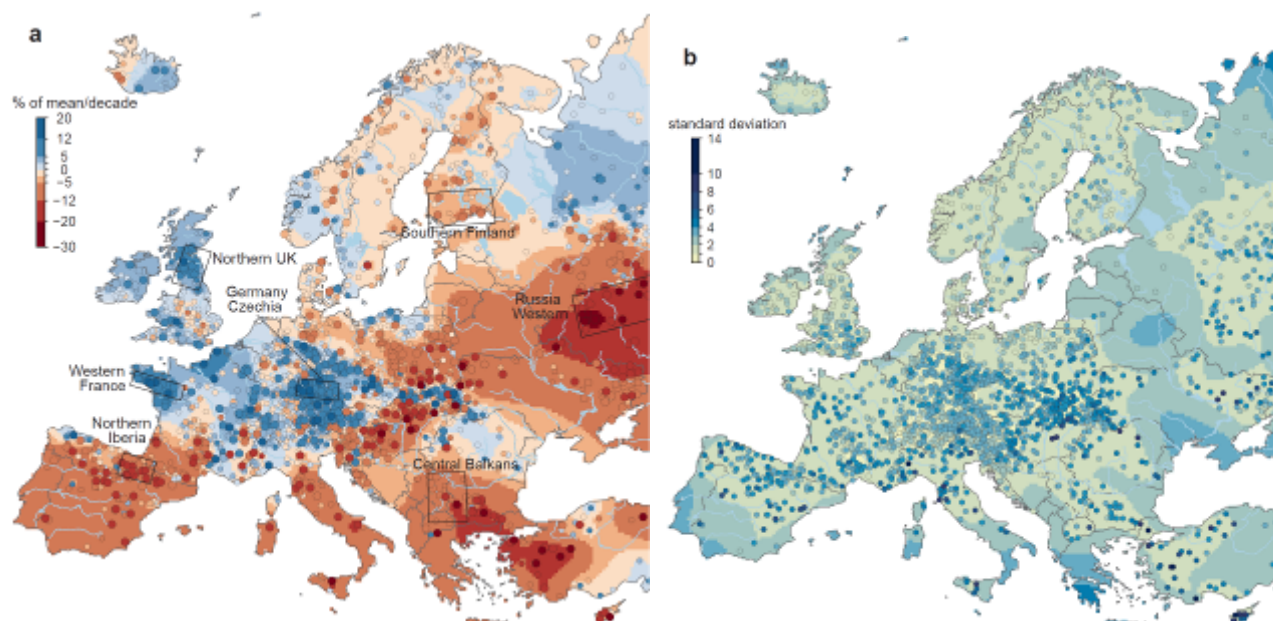 a
% of mean/decade
20
12
5
0
-5
-12
-20
-30
Southern Finland
Northern UK
Germany
Czechia
Russia
Western
Western
France
Northern
Iberia
Central Balkans
b
standard deviation
14
10
6
4
2
0